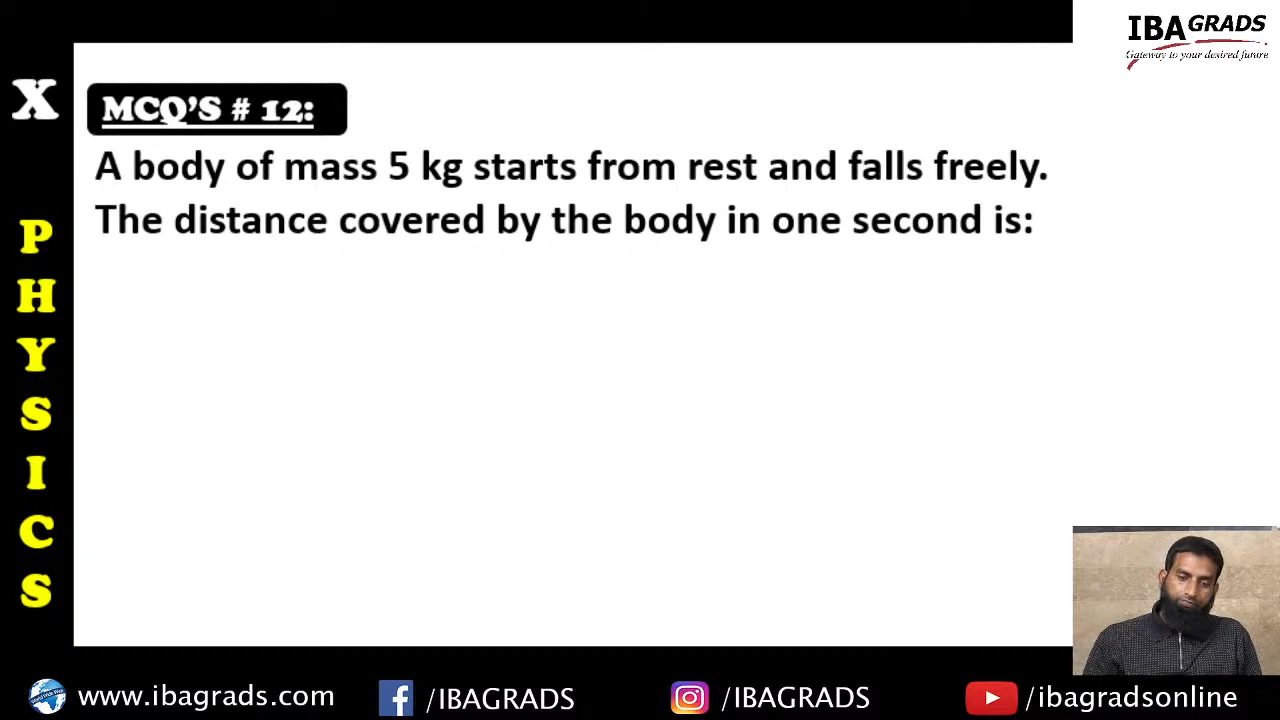 IBA GRADS
Gateway to your desired future
X
PHYSICS
MCQ'S # 12:
A body of mass 5 kg starts from rest and falls freely.
The distance covered by the body in one second is:
www.ibagrads.com
/IBAGRADS
/IBAGRADS
/ibagradsonline